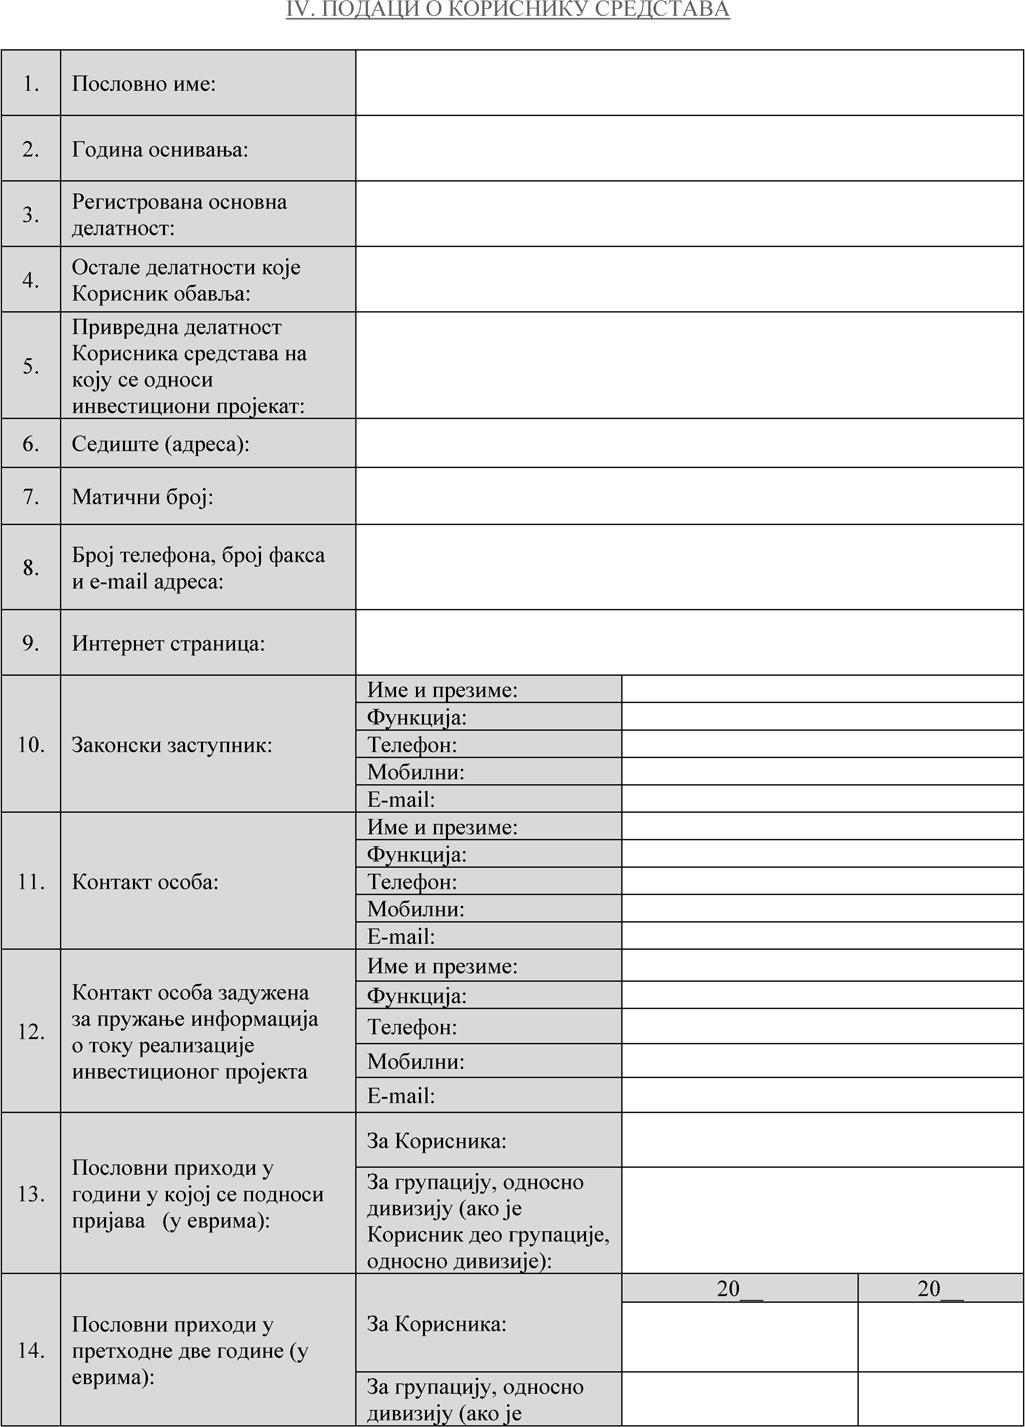 IV. ПОДАЦИ О КОРИСНИКУ СРЕДСТАВА
1. Пословно име:
2. Година оснивања:
3. Регистрована основна
делатност:
4. Остале делатности које
Корисник обавља:
5. Привредна делатност
Корисника средстава на
коју се односи
инвестициони пројекат:
6. Седиште (адреса):
7. Матични број:
8. Број телефона, број факса
и e-mail адреса:
9. Интернет страница:
10. Законски заступник:
Име и презиме:
Функција:
Телефон:
Мобилни:
E-mail:
11. Контакт особа:
Име и презиме:
Функција:
Телефон:
Мобилни:
E-mail:
12. Контакт особа задужена
за пружање информација
о току реализације
инвестиционог пројекта
Име и презиме:
Функција:
Телефон:
Мобилни:
E-mail:
13. Пословни приходи у
години у којој се подноси
пријава (у еврима):
За Корисника:
За групацију, односно
дивизију (ако је
Корисник део групације,
односно дивизије):
14. Пословни приходи у
претходне две године (у
еврима):
За Корисника:
20__ 20__
За групацију, односно
дивизију (ако је